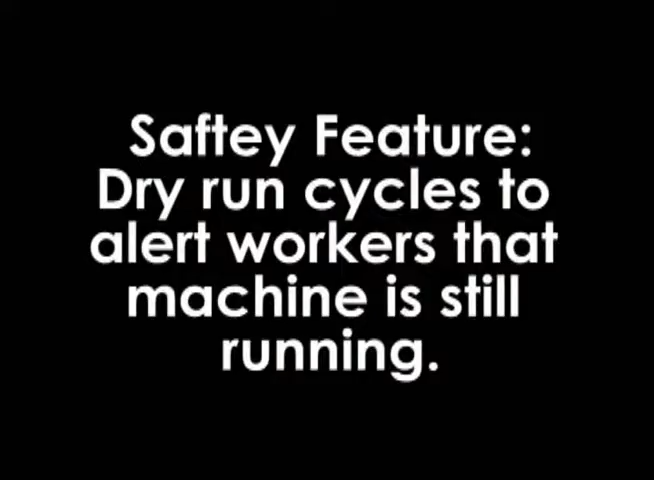 Saftey Feature:
Dry run cycles to
alert workers that
machine is still
running.